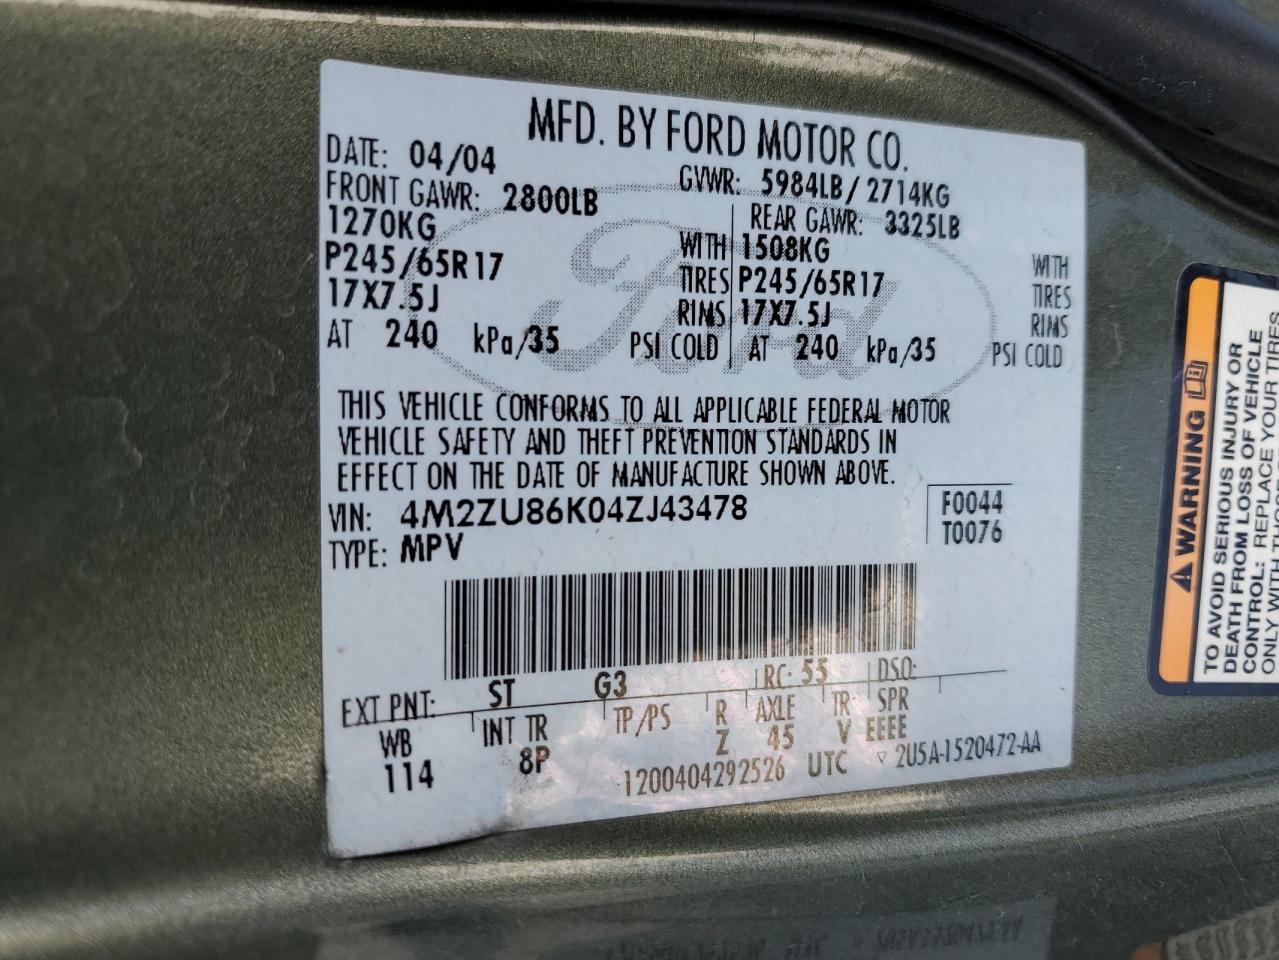 MFD. BY FORD MOTOR CO.
DATE: 04/04
GVWR: 5984LB/2714KG
FRONT GAWR: 2800LB
REAR GAWR: 3325LB
1270KG WITH 1508KG WITH
P245/65R17 TIRES P245/65R17 TIRES
17X7.5J RIMS 17X7.5J RIMS
AT 240 kPa/35 PSI COLD AT 240 kPa/35 PSI COLD
Ford
THIS VEHICLE CONFORMS TO ALL APPLICABLE FEDERAL MOTOR
VEHICLE SAFETY AND THEFT PREVENTION STANDARDS IN
EFFECT ON THE DATE OF MANUFACTURE SHOWN ABOVE.
VIN: 4M2ZU86K04ZJ43478 F0044
TYPE: MPV T0076
EXT PNT: ST G3 RC: 55 DSO:
WB INT TR TP/PS R AXLE TR SPR
114 8P Z 45 V EEEE
1200404292526 UTC ▽ 2U5A-1520472-AA
WARNING
TO AVOID SERIOUS INJURY OR
DEATH FROM LOSS OF VEHICLE
CONTROL: REPLACE YOUR TIRES
ONLY WITH THOSE